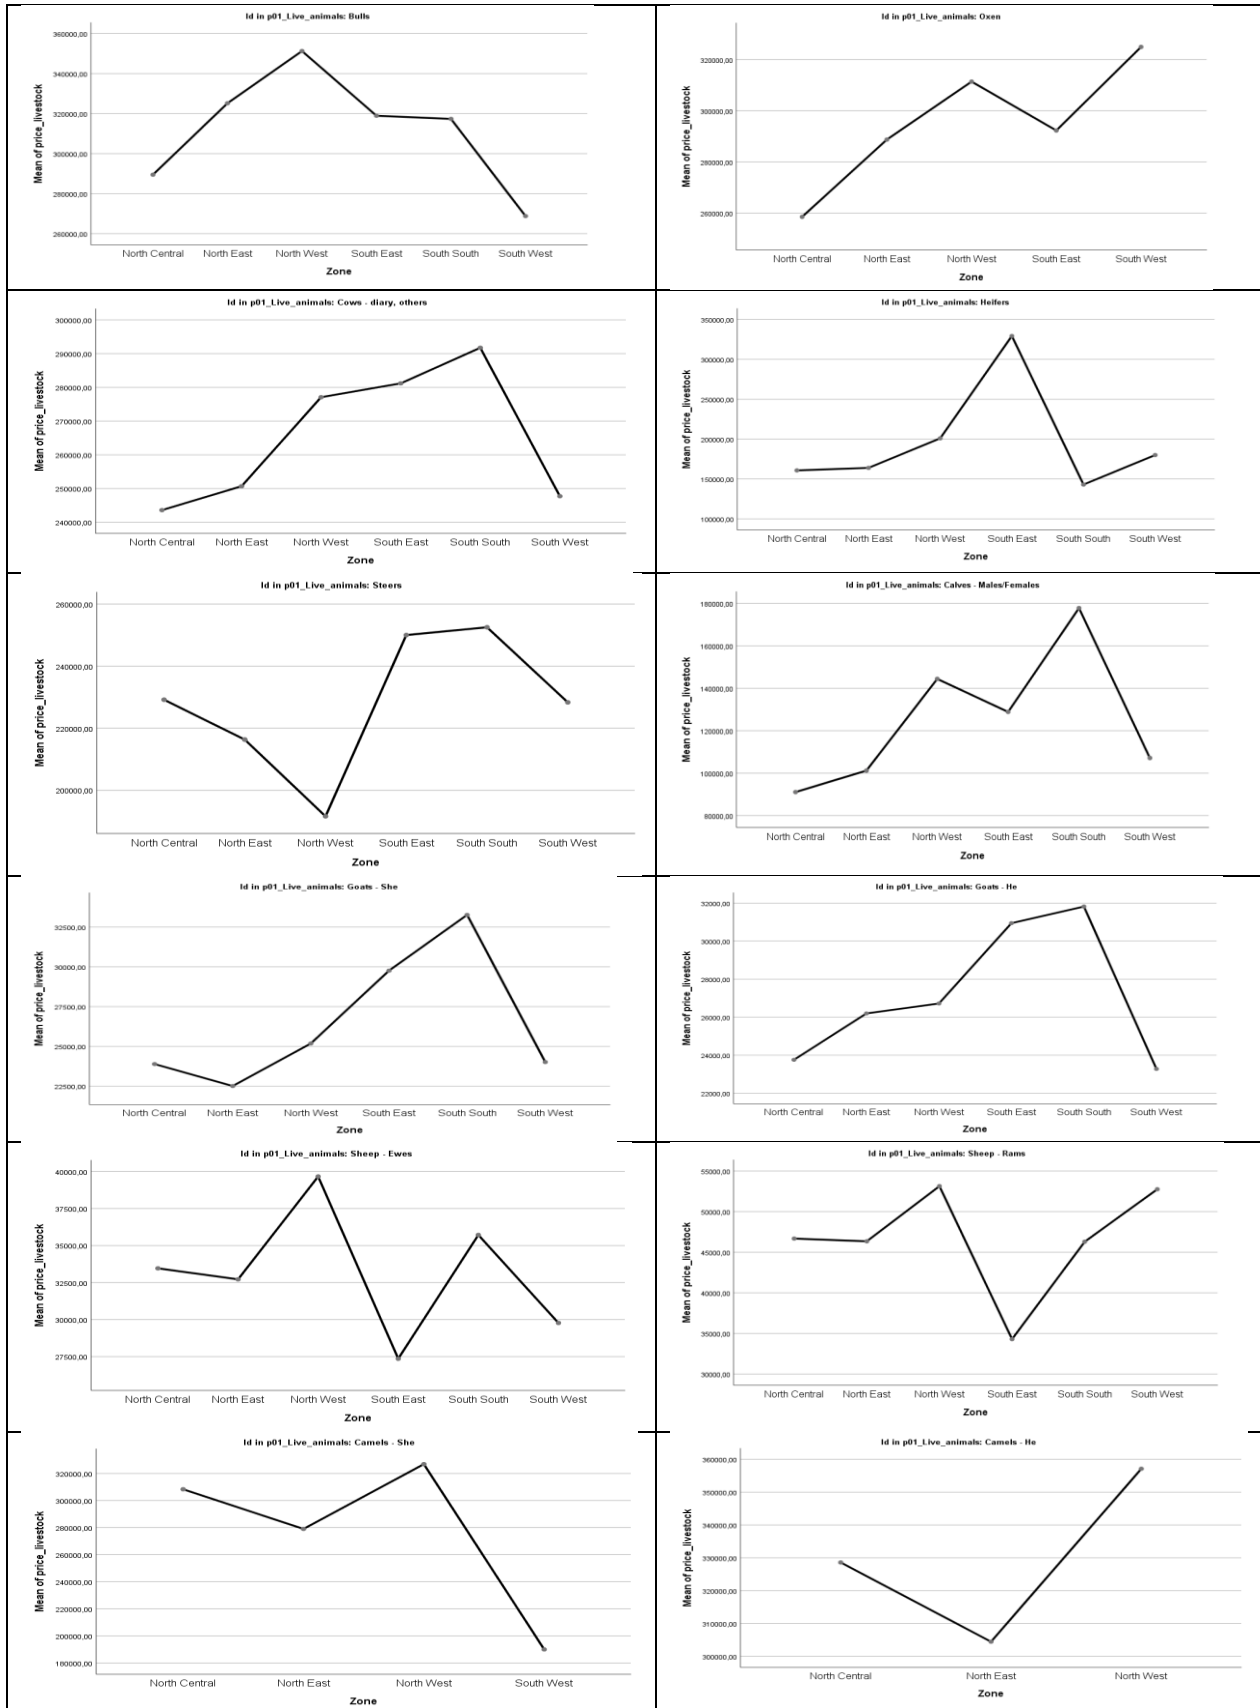 Id in p01_Live_animals: Bulls
Mean of price_livestock
360000,00
340000,00
320000,00
300000,00
280000,00
260000,00
North Central North East North West South East South South South West
Zone
Id in p01_Live_animals: Oxen
Mean of price_livestock
320000,00
300000,00
280000,00
260000,00
North Central North East North West South East South West
Zone
Id in p01_Live_animals: Cows - diary, others
Mean of price_livestock
300000,00
290000,00
280000,00
270000,00
260000,00
250000,00
240000,00
North Central North East North West South East South South South West
Zone
Id in p01_Live_animals: Heifers
Mean of price_livestock
350000,00
300000,00
250000,00
200000,00
150000,00
100000,00
North Central North East North West South East South South South West
Zone
Id in p01_Live_animals: Steers
Mean of price_livestock
260000,00
240000,00
220000,00
200000,00
North Central North East North West South East South South South West
Zone
Id in p01_Live_animals: Calves - Males/Females
Mean of price_livestock
180000,00
160000,00
140000,00
120000,00
100000,00
80000,00
North Central North East North West South East South South South West
Zone
Id in p01_Live_animals: Goats - She
Mean of price_livestock
32500,00
30000,00
27500,00
25000,00
22500,00
North Central North East North West South East South South South West
Zone
Id in p01_Live_animals: Goats - He
Mean of price_livestock
32000,00
30000,00
28000,00
26000,00
24000,00
22000,00
North Central North East North West South East South South South West
Zone
Id in p01_Live_animals: Sheep - Ewes
Mean of price_livestock
40000,00
37500,00
35000,00
32500,00
30000,00
27500,00
North Central North East North West South East South South South West
Zone
Id in p01_Live_animals: Sheep - Rams
Mean of price_livestock
55000,00
50000,00
45000,00
40000,00
35000,00
30000,00
North Central North East North West South East South South South West
Zone
Id in p01_Live_animals: Camels - She
Mean of price_livestock
320000,00
300000,00
280000,00
260000,00
240000,00
220000,00
200000,00
180000,00
North Central North East North West South West
Zone
Id in p01_Live_animals: Camels - He
Mean of price_livestock
360000,00
350000,00
340000,00
330000,00
320000,00
310000,00
300000,00
North Central North East North West
Zone